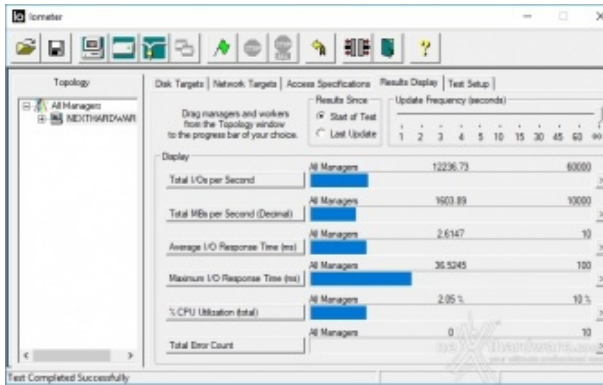 Iometer
Topology
All Managers
NEXTHARDWAR
Disk Targets | Network Targets | Access Specifications | Results Display | Test Setup
Drag managers and workers
from the Topology window
to the progress bar of your choice.
Results Since
Start of Test
Last Update
Update Frequency (seconds)
1 2 3 4 5 10 15 30 45 60 ∞
Display
All Managers 12236.73 60000
Total I/Os per Second
All Managers 1603.89 10000
Total MBs per Second (Decimal)
All Managers 2.6147 10
Average I/O Response Time (ms)
All Managers 36.5245 100
Maximum I/O Response Time (ms)
All Managers 2.05 % 10 %
% CPU Utilization (total)
All Managers 0 10
Total Error Count
Test Completed Successfully